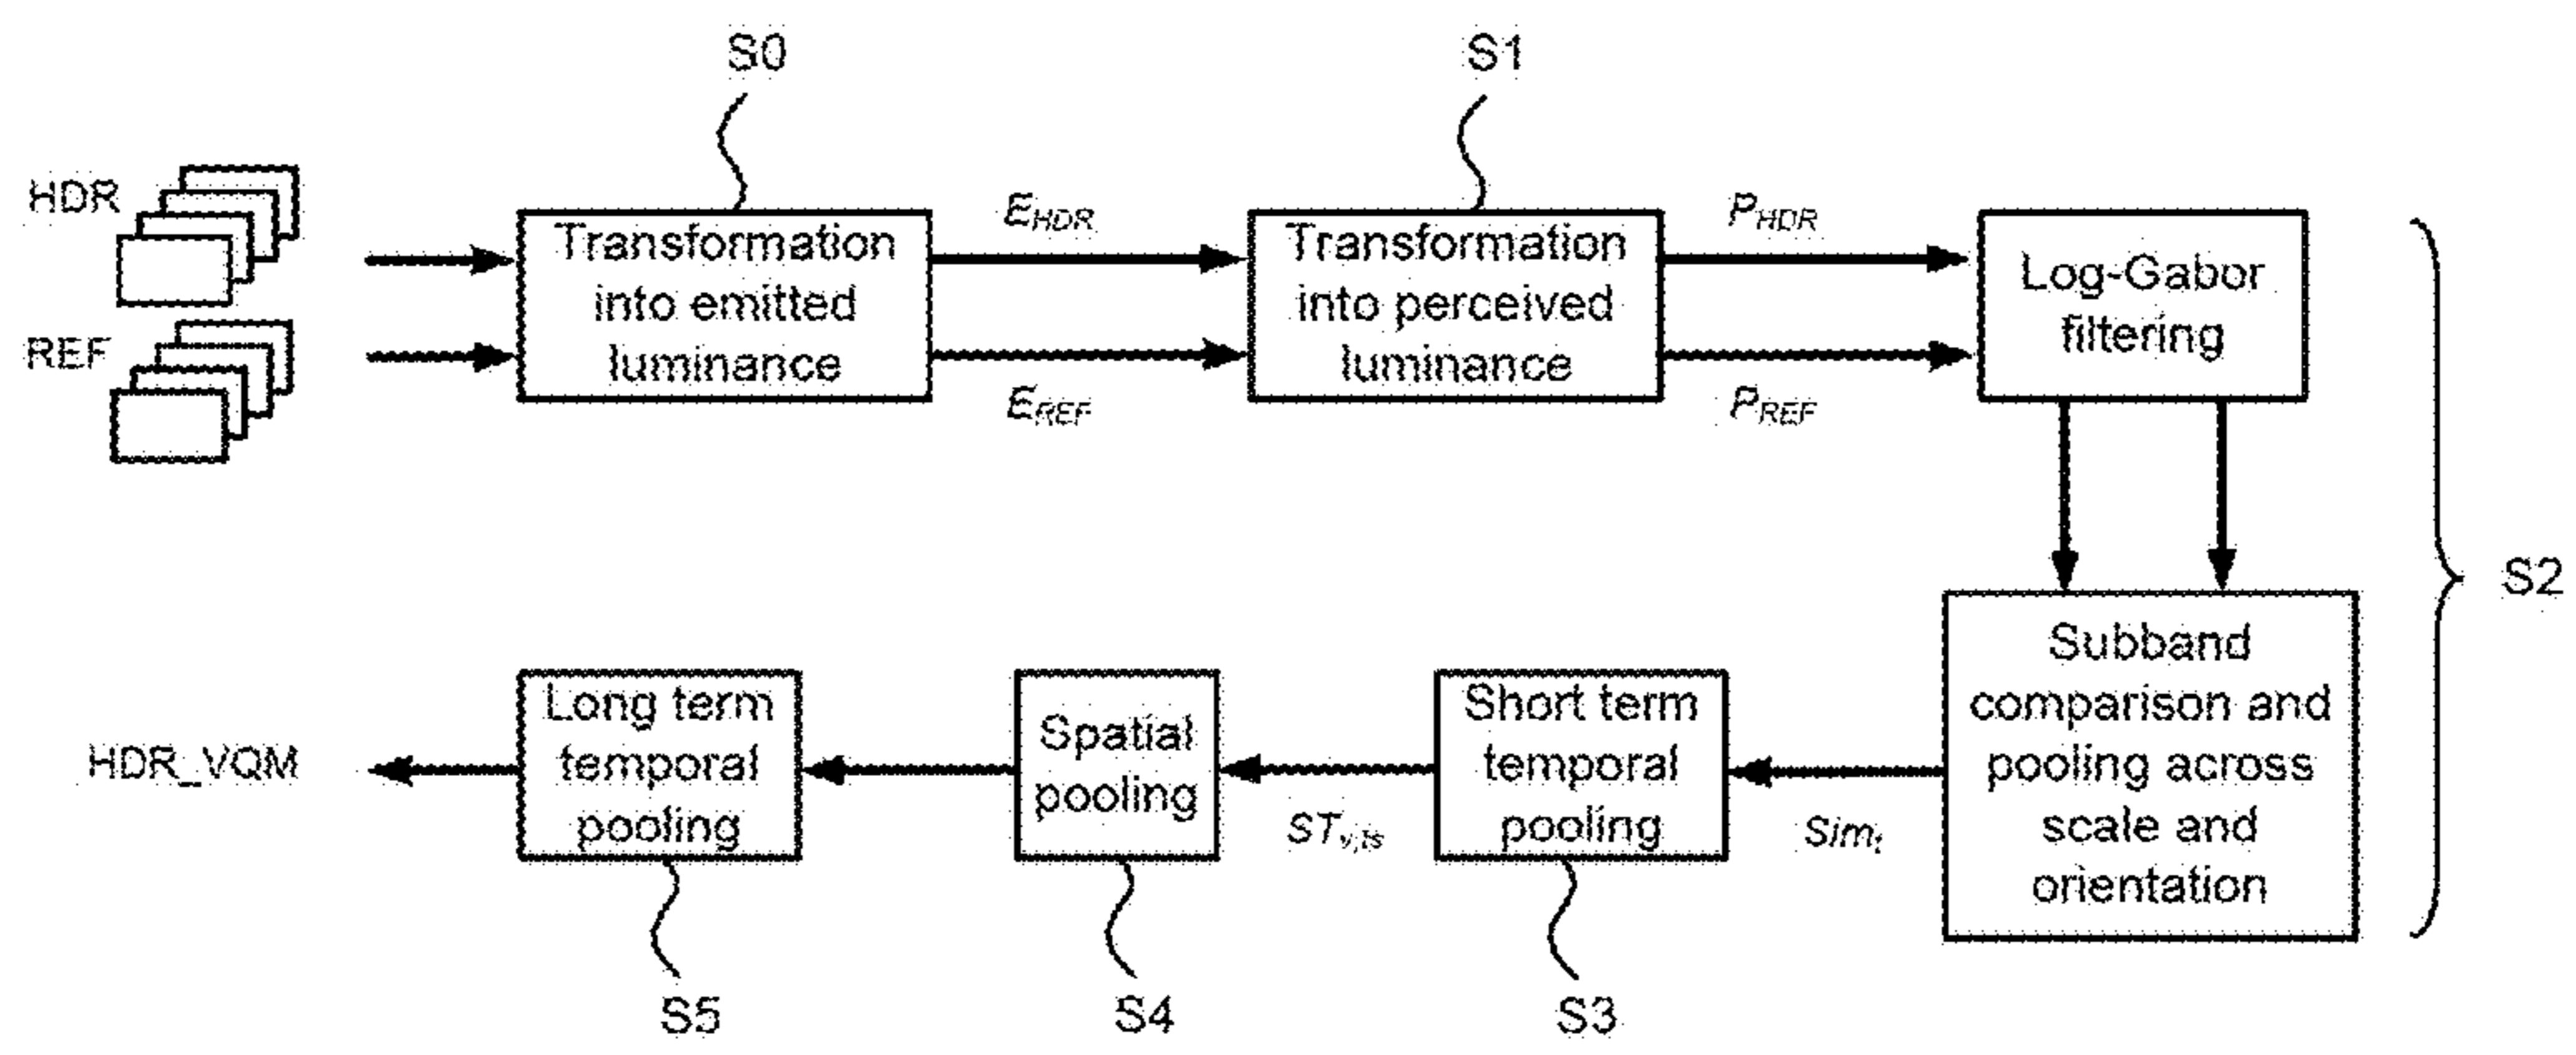 S0
S1
HDR
REF
Transformation
into emitted
luminance
E_HDR
E_REF
Transformation
into perceived
luminance
P_HDR
P_REF
Log-Gabor
filtering
S2
Subband
comparison and
pooling across
scale and
orientation
Sim_t
Short term
temporal
pooling
ST_v,ts
Spatial
pooling
Long term
temporal
pooling
HDR_VQM
S5
S4
S3